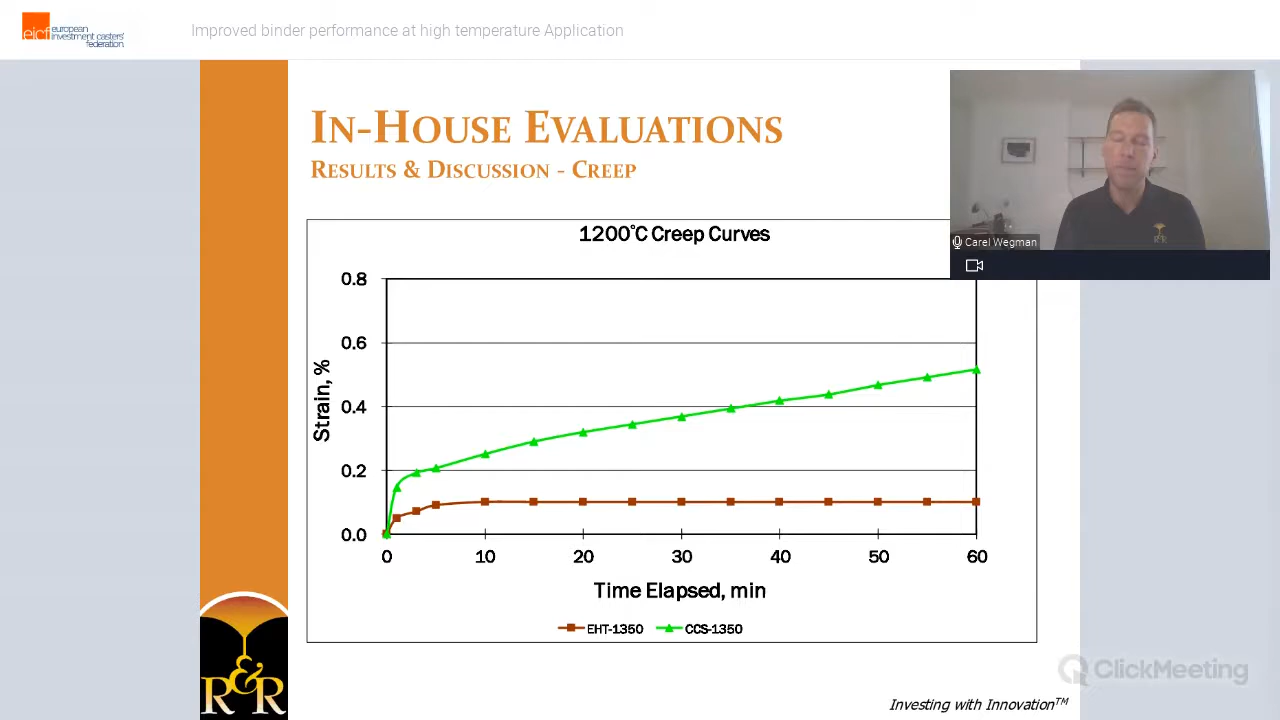 eicf european
investment casters'
federation.
Improved binder performance at high temperature Application
IN-HOUSE EVALUATIONS
RESULTS & DISCUSSION - CREEP
1200°C Creep Curves
0.8
0.6
0.4
0.2
0.0
Strain, %
0 10 20 30 40 50 60
Time Elapsed, min
EHT-1350 CCS-1350
R&R
Carel Wegman
R&R
ClickMeeting
Investing with Innovation™